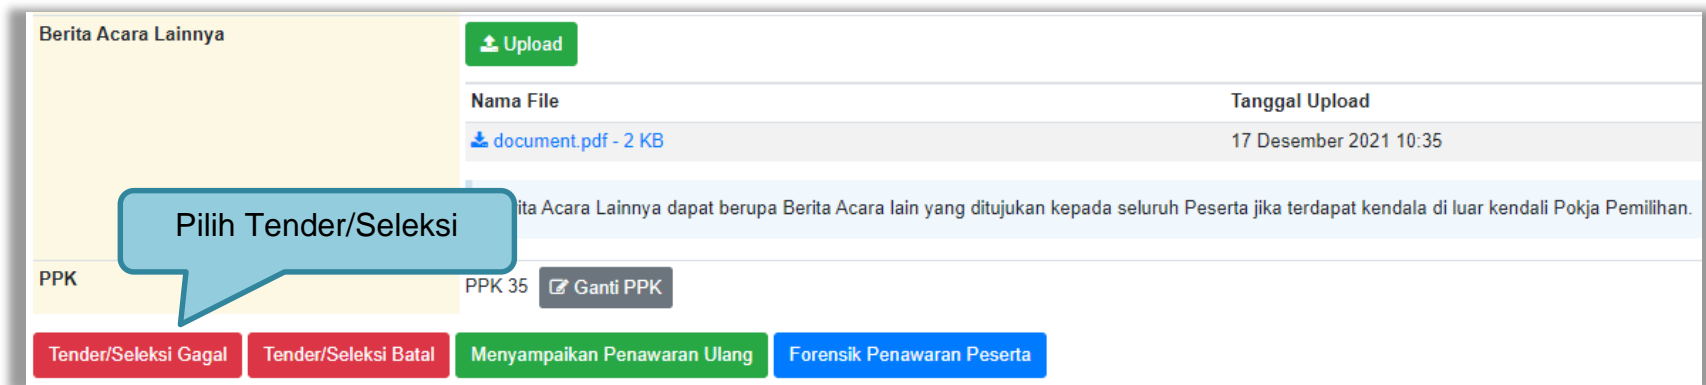 Berita Acara Lainnya
Upload
Nama File Tanggal Upload
document.pdf - 2 KB 17 Desember 2021 10:35
Acara Lainnya dapat berupa Berita Acara lain yang ditujukan kepada seluruh Peserta jika terdapat kendala di luar kendali Pokja Pemilihan.
Pilih Tender/Seleksi
PPK PPK 35 Ganti PPK
Tender/Seleksi Gagal Tender/Seleksi Batal Menyampaikan Penawaran Ulang Forensik Penawaran Peserta